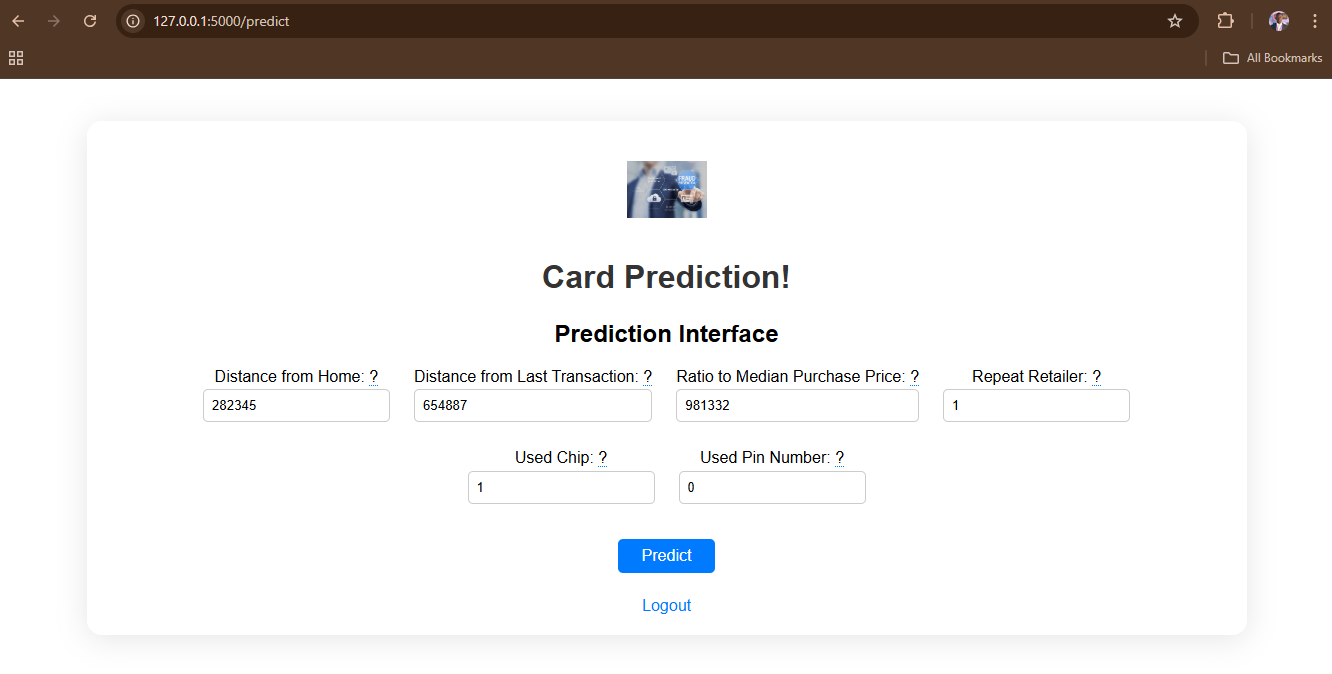 127.0.0.1:5000/predict
All Bookmarks
FRAUD
Card Prediction!
Prediction Interface
Distance from Home: ? Distance from Last Transaction: ? Ratio to Median Purchase Price: ? Repeat Retailer: ?
282345 654887 981332 1
Used Chip: ? Used Pin Number: ?
1 0
Predict
Logout